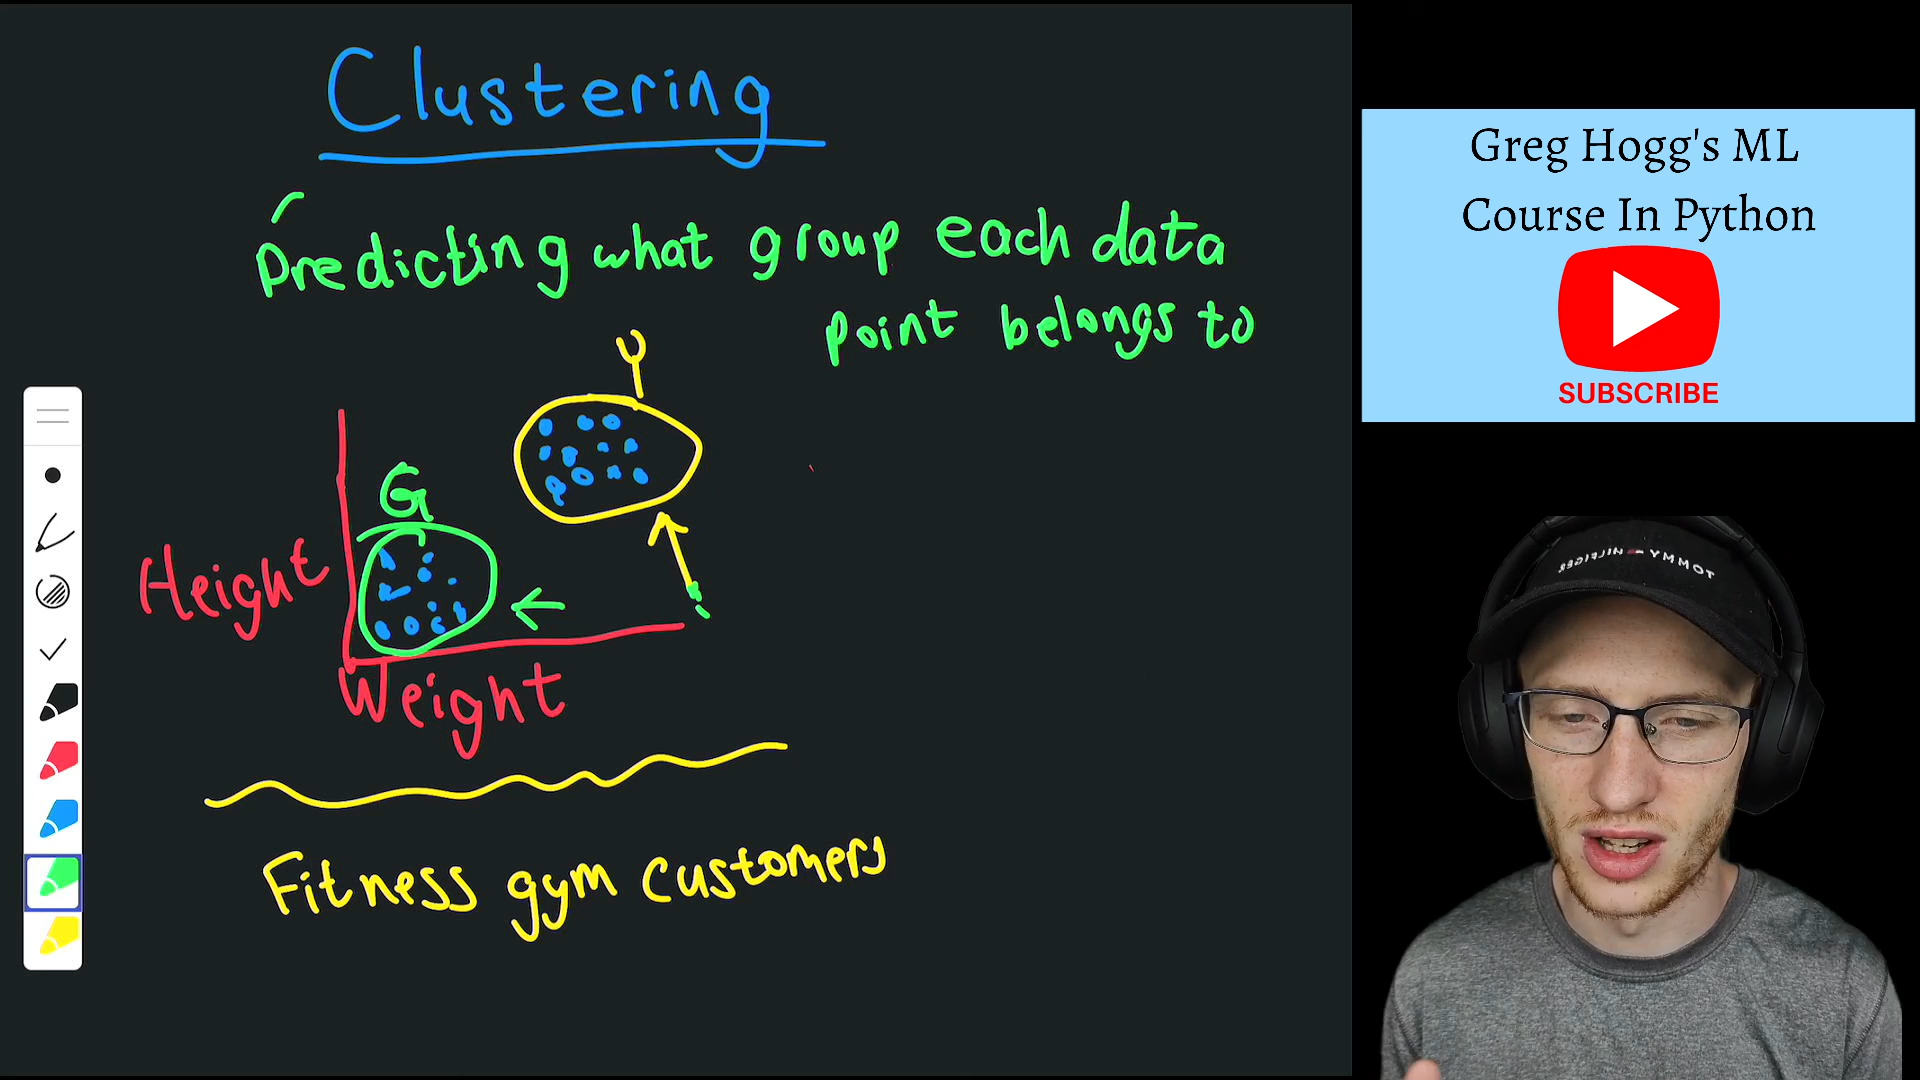 Clustering
Predicting what group each data
point belongs to
Y
G
Height
Weight
Fitness gym customers
Greg Hogg's ML
Course In Python
SUBSCRIBE
TOMMY HILFIGER